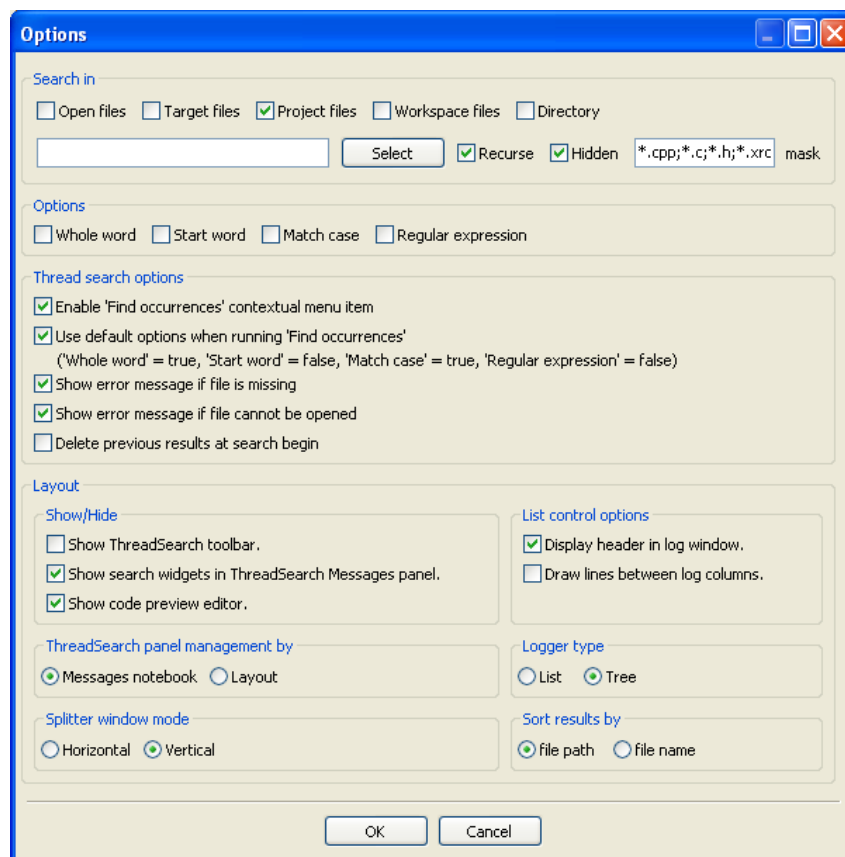 Options
Search in
Open files Target files Project files Workspace files Directory
Select Recurse Hidden *.cpp;*.c;*.h;*.xrc mask
Options
Whole word Start word Match case Regular expression
Thread search options
Enable 'Find occurrences' contextual menu item
Use default options when running 'Find occurrences'
('Whole word' = true, 'Start word' = false, 'Match case' = true, 'Regular expression' = false)
Show error message if file is missing
Show error message if file cannot be opened
Delete previous results at search begin
Layout
Show/Hide
Show ThreadSearch toolbar.
Show search widgets in ThreadSearch Messages panel.
Show code preview editor.
List control options
Display header in log window.
Draw lines between log columns.
ThreadSearch panel management by
Messages notebook Layout
Logger type
List Tree
Splitter window mode
Horizontal Vertical
Sort results by
file path file name
OK Cancel